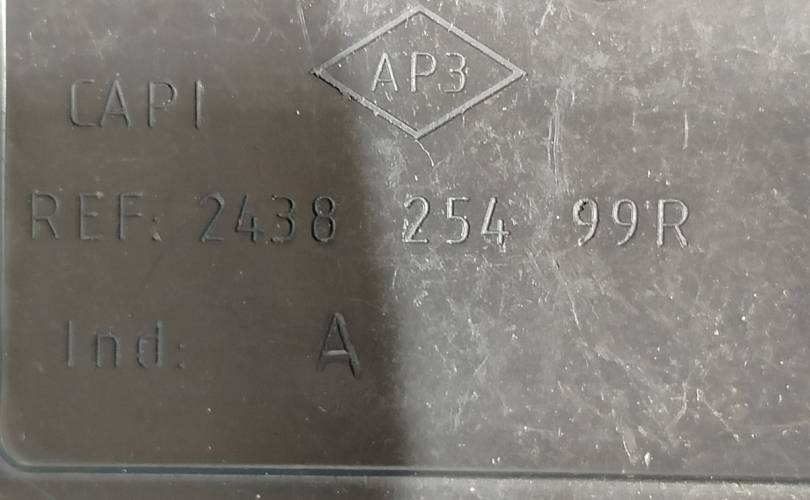 AP3
CAPI
REF: 2438 254 99R
Ind: A